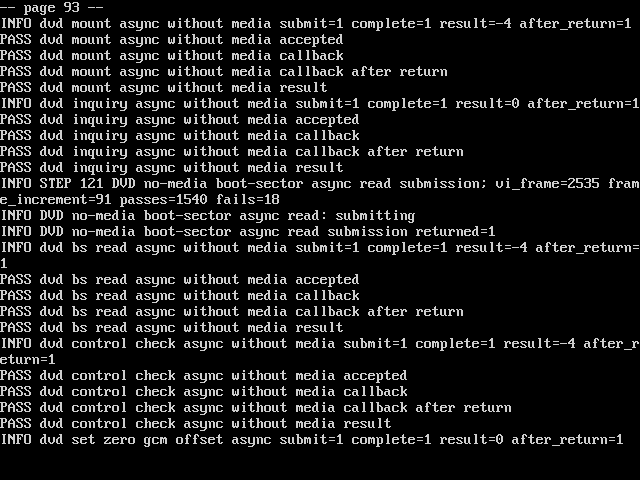 -- page 93 --
INFO dvd mount async without media submit=1 complete=1 result=-4 after_return=1
PASS dvd mount async without media accepted
PASS dvd mount async without media callback
PASS dvd mount async without media callback after return
PASS dvd mount async without media result
INFO dvd inquiry async without media submit=1 complete=1 result=0 after_return=1
PASS dvd inquiry async without media accepted
PASS dvd inquiry async without media callback
PASS dvd inquiry async without media callback after return
PASS dvd inquiry async without media result
INFO STEP 121 DVD no-media boot-sector async read submission; vi_frame=2535 fram
e_increment=91 passes=1540 fails=18
INFO DVD no-media boot-sector async read: submitting
INFO DVD no-media boot-sector async read submission returned=1
INFO dvd bs read async without media submit=1 complete=1 result=-4 after_return=
1
PASS dvd bs read async without media accepted
PASS dvd bs read async without media callback
PASS dvd bs read async without media callback after return
PASS dvd bs read async without media result
INFO dvd control check async without media submit=1 complete=1 result=-4 after_r
eturn=1
PASS dvd control check async without media accepted
PASS dvd control check async without media callback
PASS dvd control check async without media callback after return
PASS dvd control check async without media result
INFO dvd set zero gcm offset async submit=1 complete=1 result=0 after_return=1